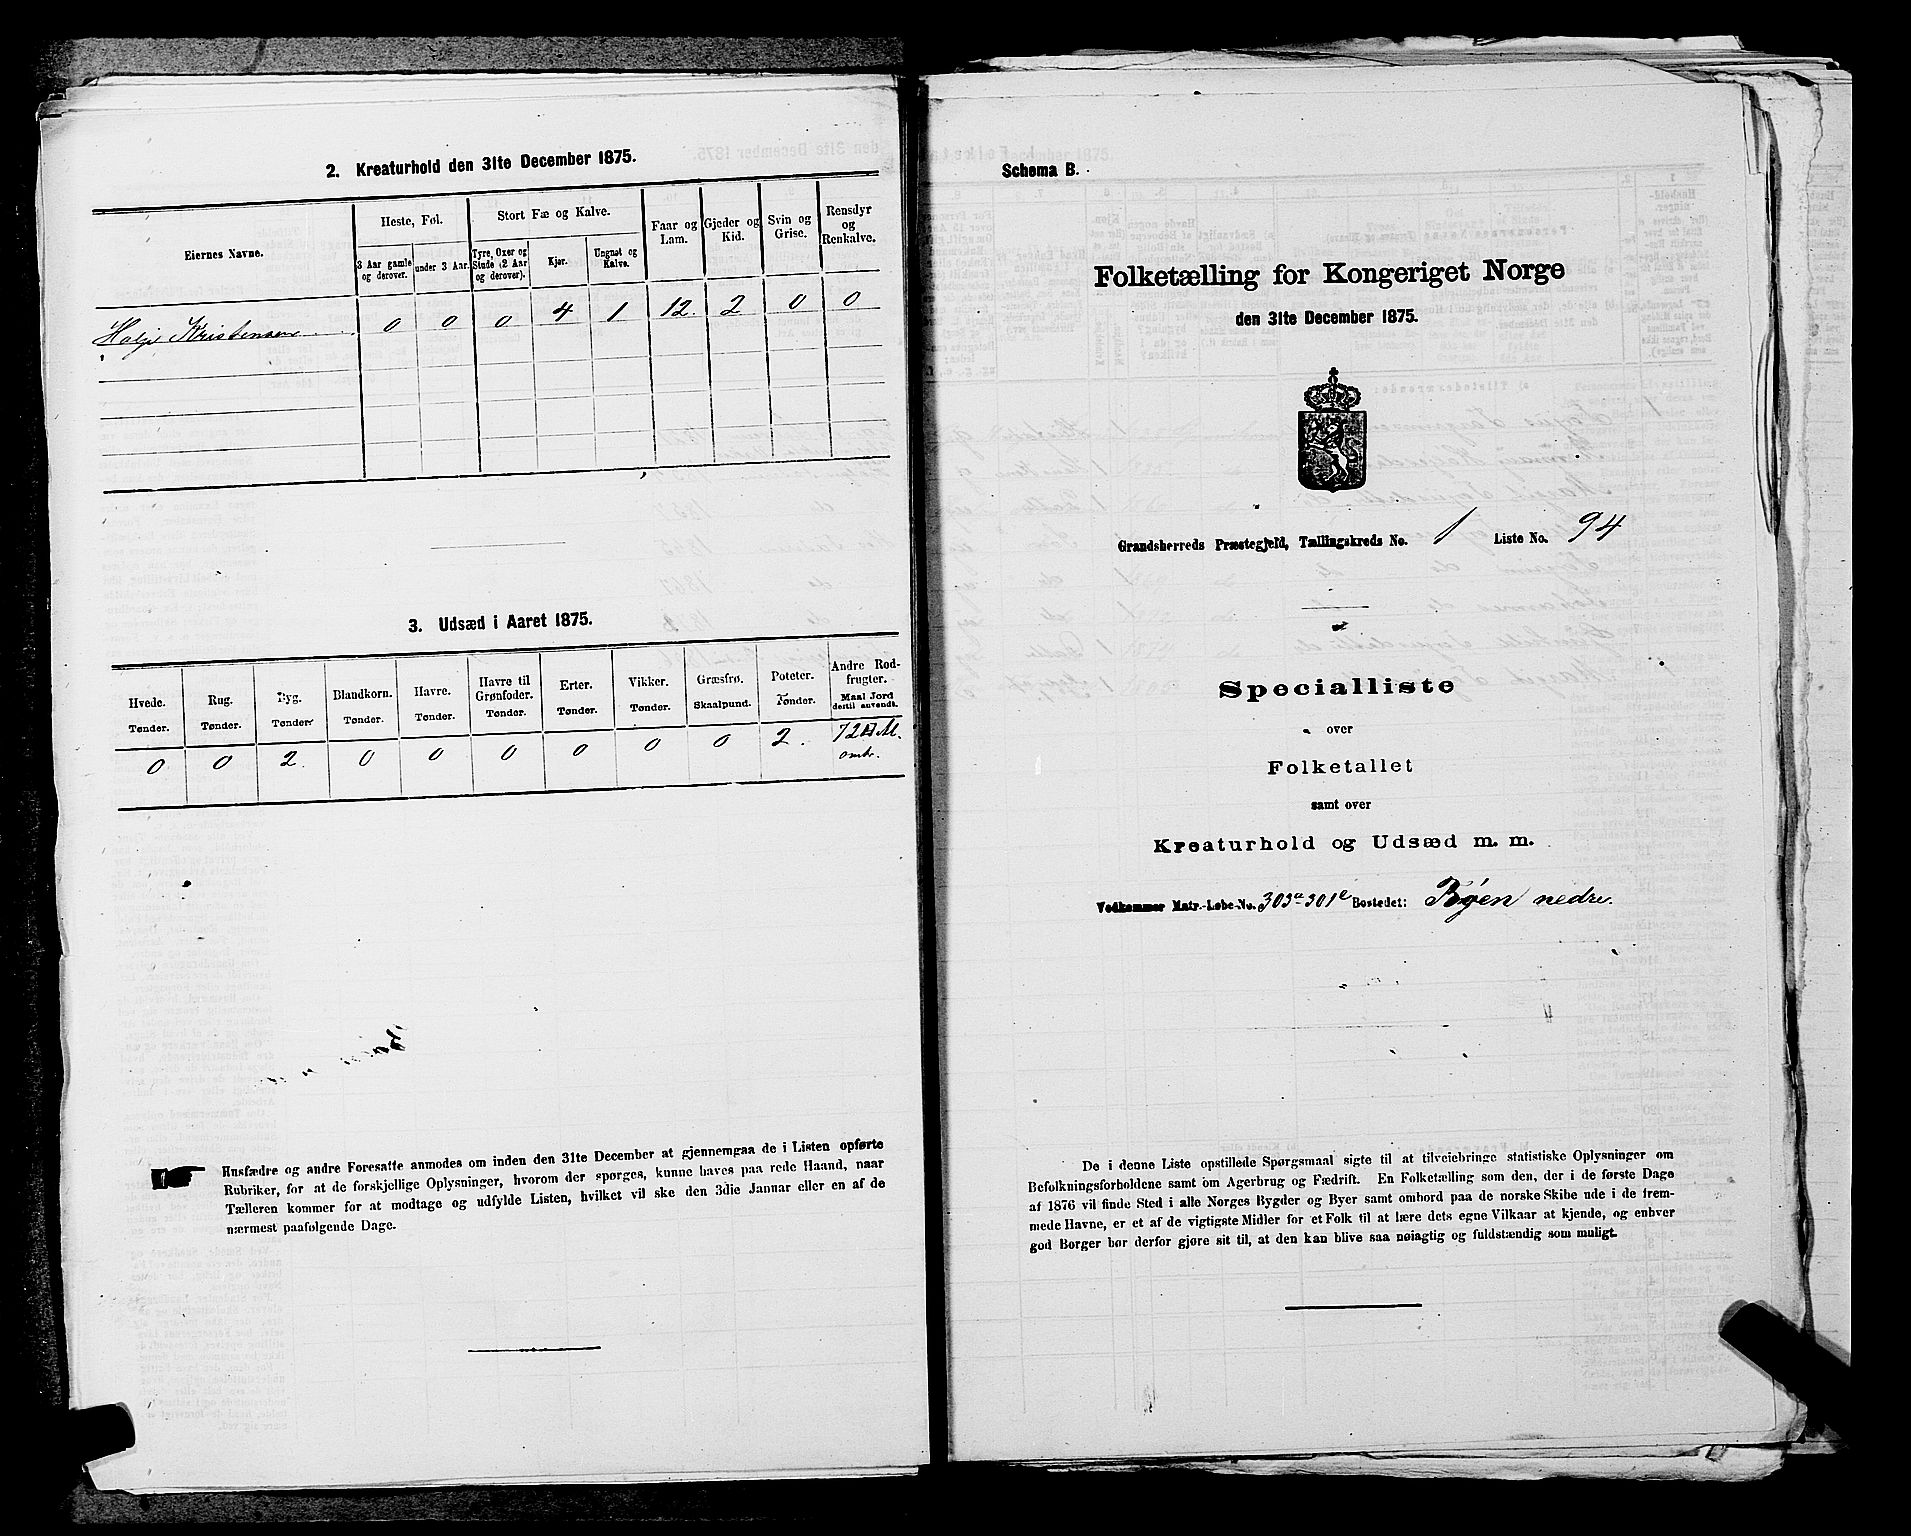 2. Kreaturhold den 31te December 1875.
Eiernes Navne.
Heste, Føl.
3 Aar gamle og derover.
under 3 Aar.
Stort Fæ og Kalve.
Tyre, Oxer og Stude (2 Aar og derover).
Kjør.
Ungnøt og Kalve.
Faar og Lam.
Gjeder og Kid.
Svin og Grise.
Rensdyr og Renkalve.
Holje Kristensen 0 0 0 4 1 12 2 0 0
3. Udsæd i Aaret 1875.
Hvede. Rug. Byg. Blandkorn. Havre. Havre til Grønfoder. Erter. Vikker. Græsfrø. Poteter. Andre Rodfrugter.
Tønder. Tønder. Tønder. Tønder. Tønder. Tønder. Tønder. Tønder. Skaalpund. Tønder. Maal Jord dertil anvendt.
0 0 2 0 0 0 0 0 0 2. omtr.
Husfædre og andre Foresatte anmodes om inden den 31te December at gjennemgaa de i Listen opførte
Rubriker, for at de forskjellige Oplysninger, hvorom der spørges, kunne haves paa rede Haand, naar
Tælleren kommer for at modtage og udfylde Listen, hvilket vil ske den 3die Januar eller en af de
nærmest paafølgende Dage.
Schema B.
Folketælling for Kongeriget Norge
den 31te December 1875.
Grandsherreds Præstegjeld, Tællingskreds No. 1 Liste No. 94
Specialliste
over
Folketallet
samt over
Kreaturhold og Udsæd m. m.
Vedkommer Matr.-Løbe-No. 303a 301e Bostedet: Bøen nedre.
De i denne Liste opstillede Spørgsmaal sigte til at tilveiebringe statistiske Oplysninger om
Befolkningsforholdene samt om Agerbrug og Fædrift. En Folketælling som den, der i de første Dage
af 1876 vil finde Sted i alle Norges Bygder og Byer samt ombord paa de norske Skibe ude i de frem-
mede Havne, er et af de vigtigste Midler for et Folk til at lære dets egne Vilkaar at kjende, og enhver
god Borger bør derfor gjøre sit til, at den kan blive saa nøiagtig og fuldstændig som muligt.